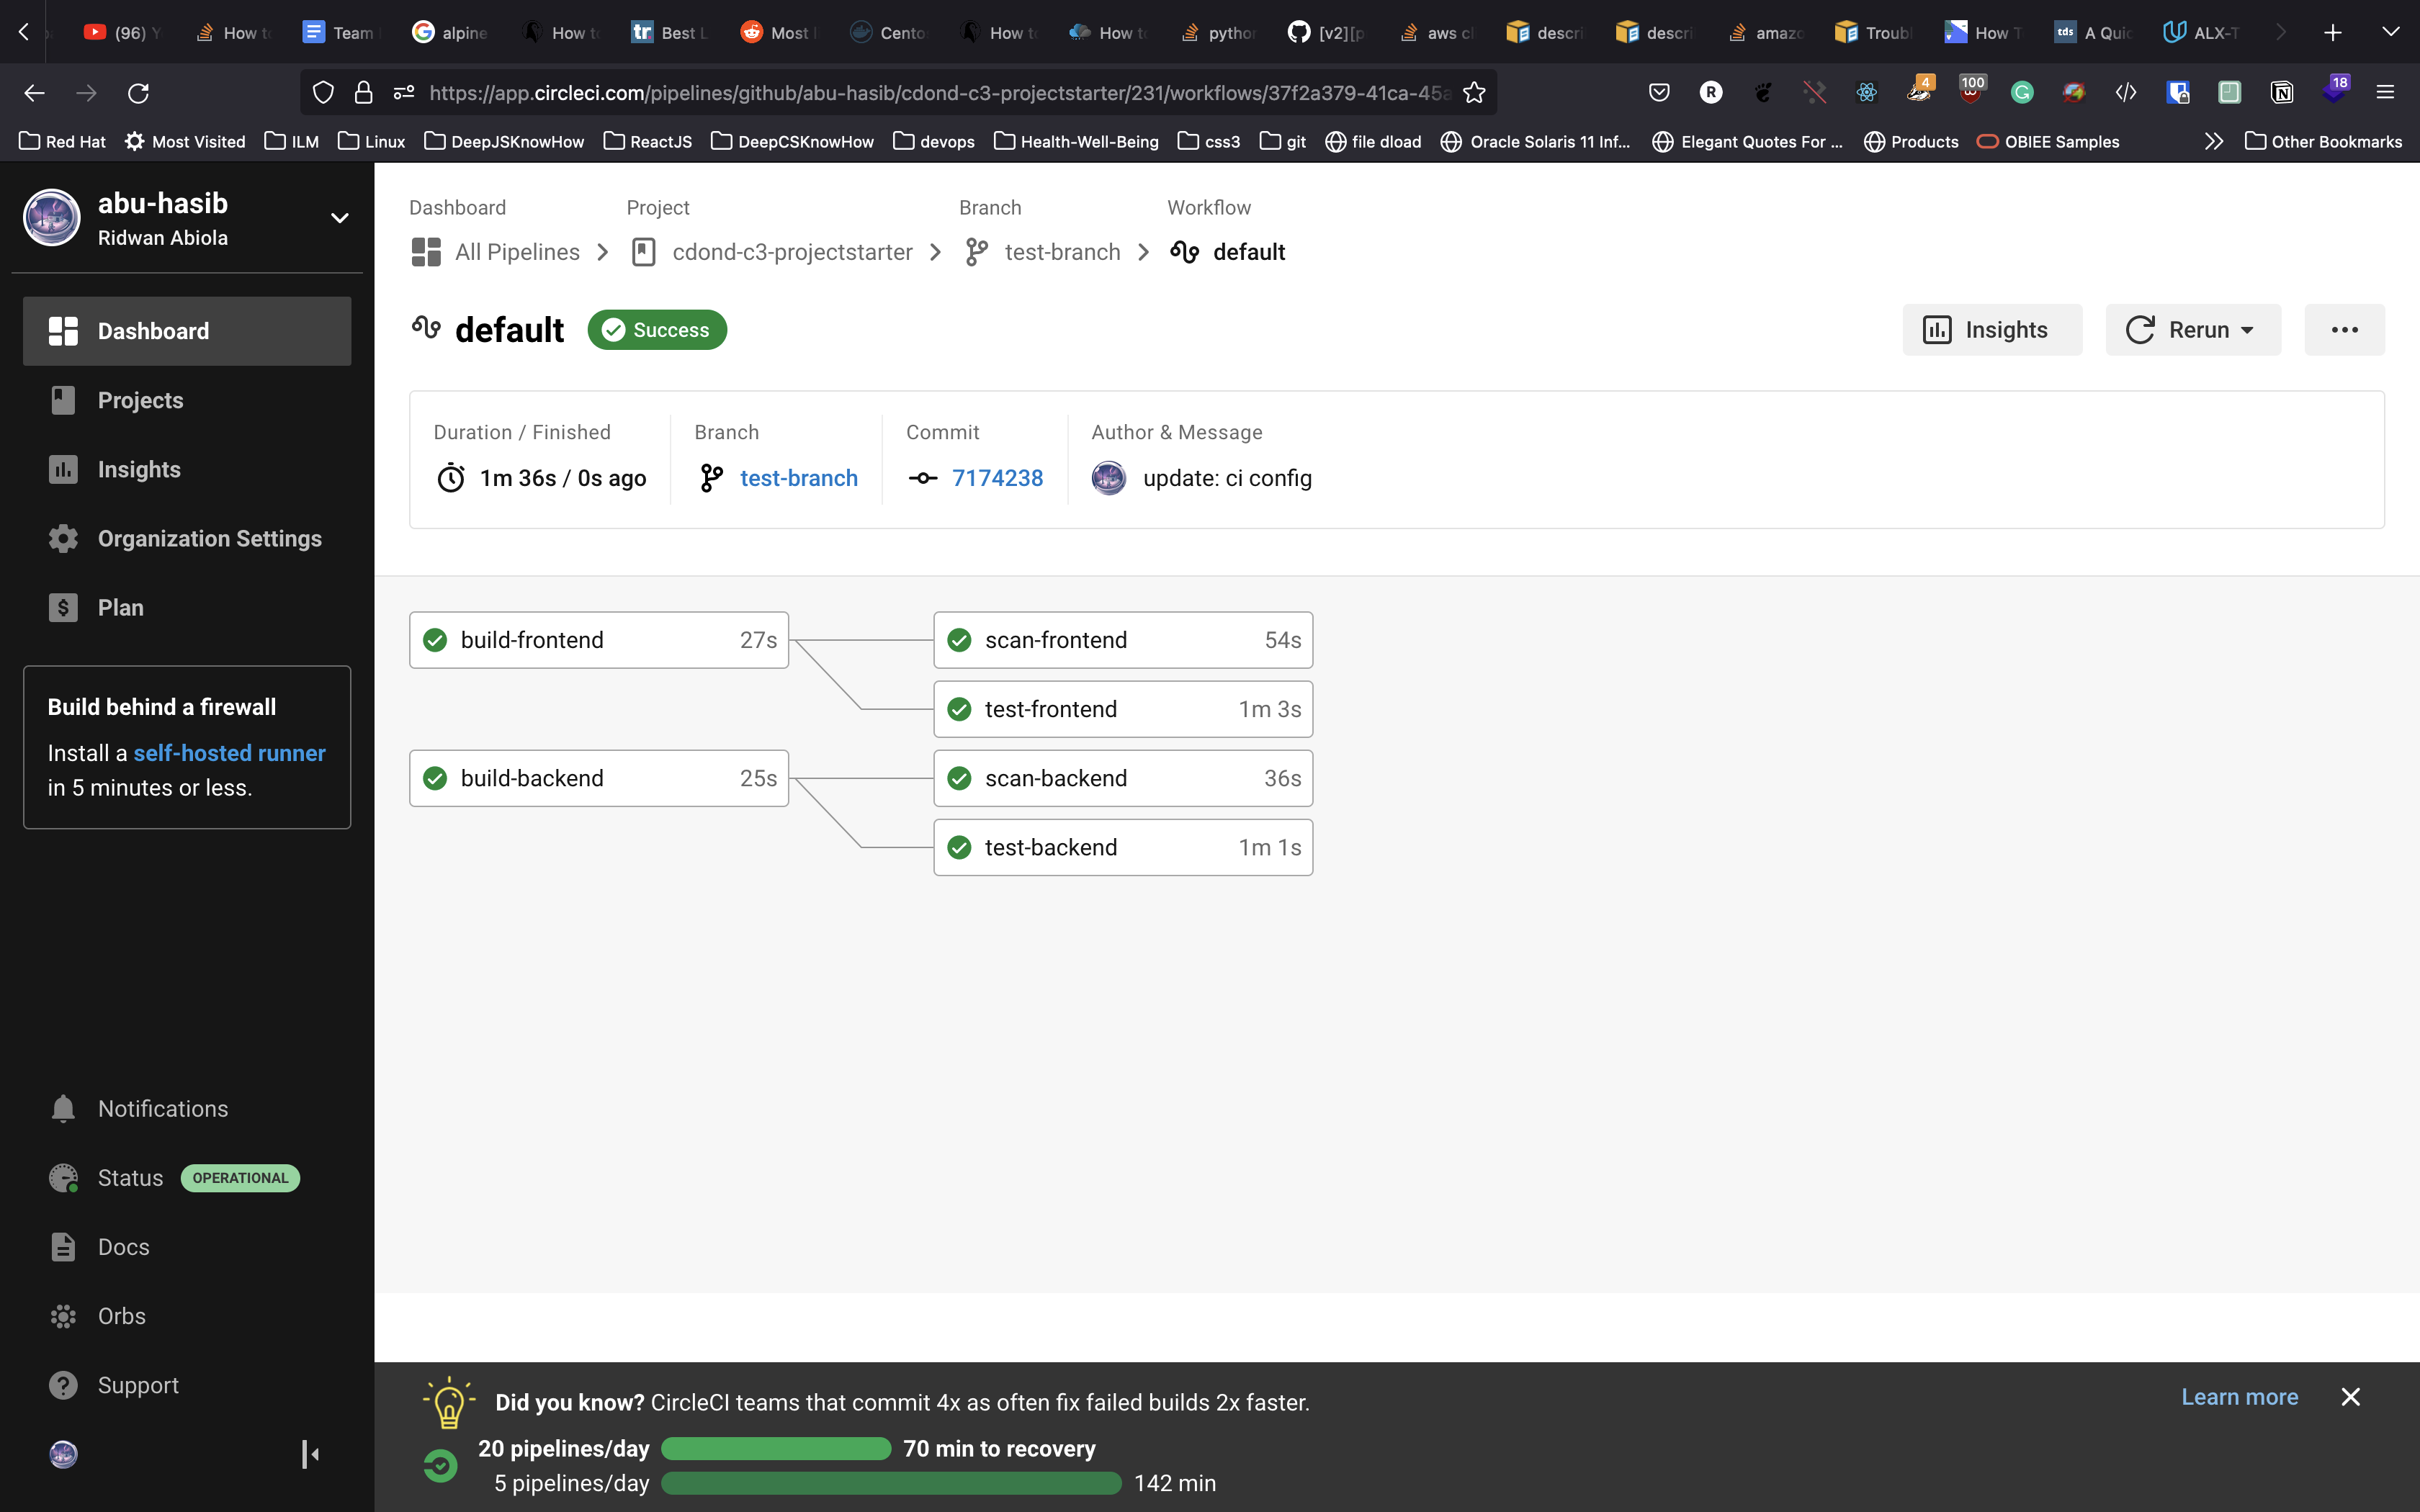 (96) Y
How to
Team
alpine
How to
Best L
Most
Cento
How to
How to
python
[v2][p
aws cl
descri
descri
amazo
Troubl
How T
A Quic
ALX-T
https://app.circleci.com/pipelines/github/abu-hasib/cdond-c3-projectstarter/231/workflows/37f2a379-41ca-45a
4
100
18
Red Hat
Most Visited
ILM
Linux
DeepJSKnowHow
ReactJS
DeepCSKnowHow
devops
Health-Well-Being
css3
git
file dload
Oracle Solaris 11 Inf...
Elegant Quotes For ...
Products
OBIEE Samples
Other Bookmarks
abu-hasib
Ridwan Abiola
Dashboard
Projects
Insights
Organization Settings
Plan
Build behind a firewall
Install a self-hosted runner
in 5 minutes or less.
Notifications
Status OPERATIONAL
Docs
Orbs
Support
Dashboard Project Branch Workflow
All Pipelines cdond-c3-projectstarter test-branch default
default Success
Insights
Rerun
Duration / Finished
1m 36s / 0s ago
Branch
test-branch
Commit
7174238
Author & Message
update: ci config
build-frontend 27s
scan-frontend 54s
test-frontend 1m 3s
build-backend 25s
scan-backend 36s
test-backend 1m 1s
Did you know? CircleCI teams that commit 4x as often fix failed builds 2x faster.
Learn more
20 pipelines/day 70 min to recovery
5 pipelines/day 142 min